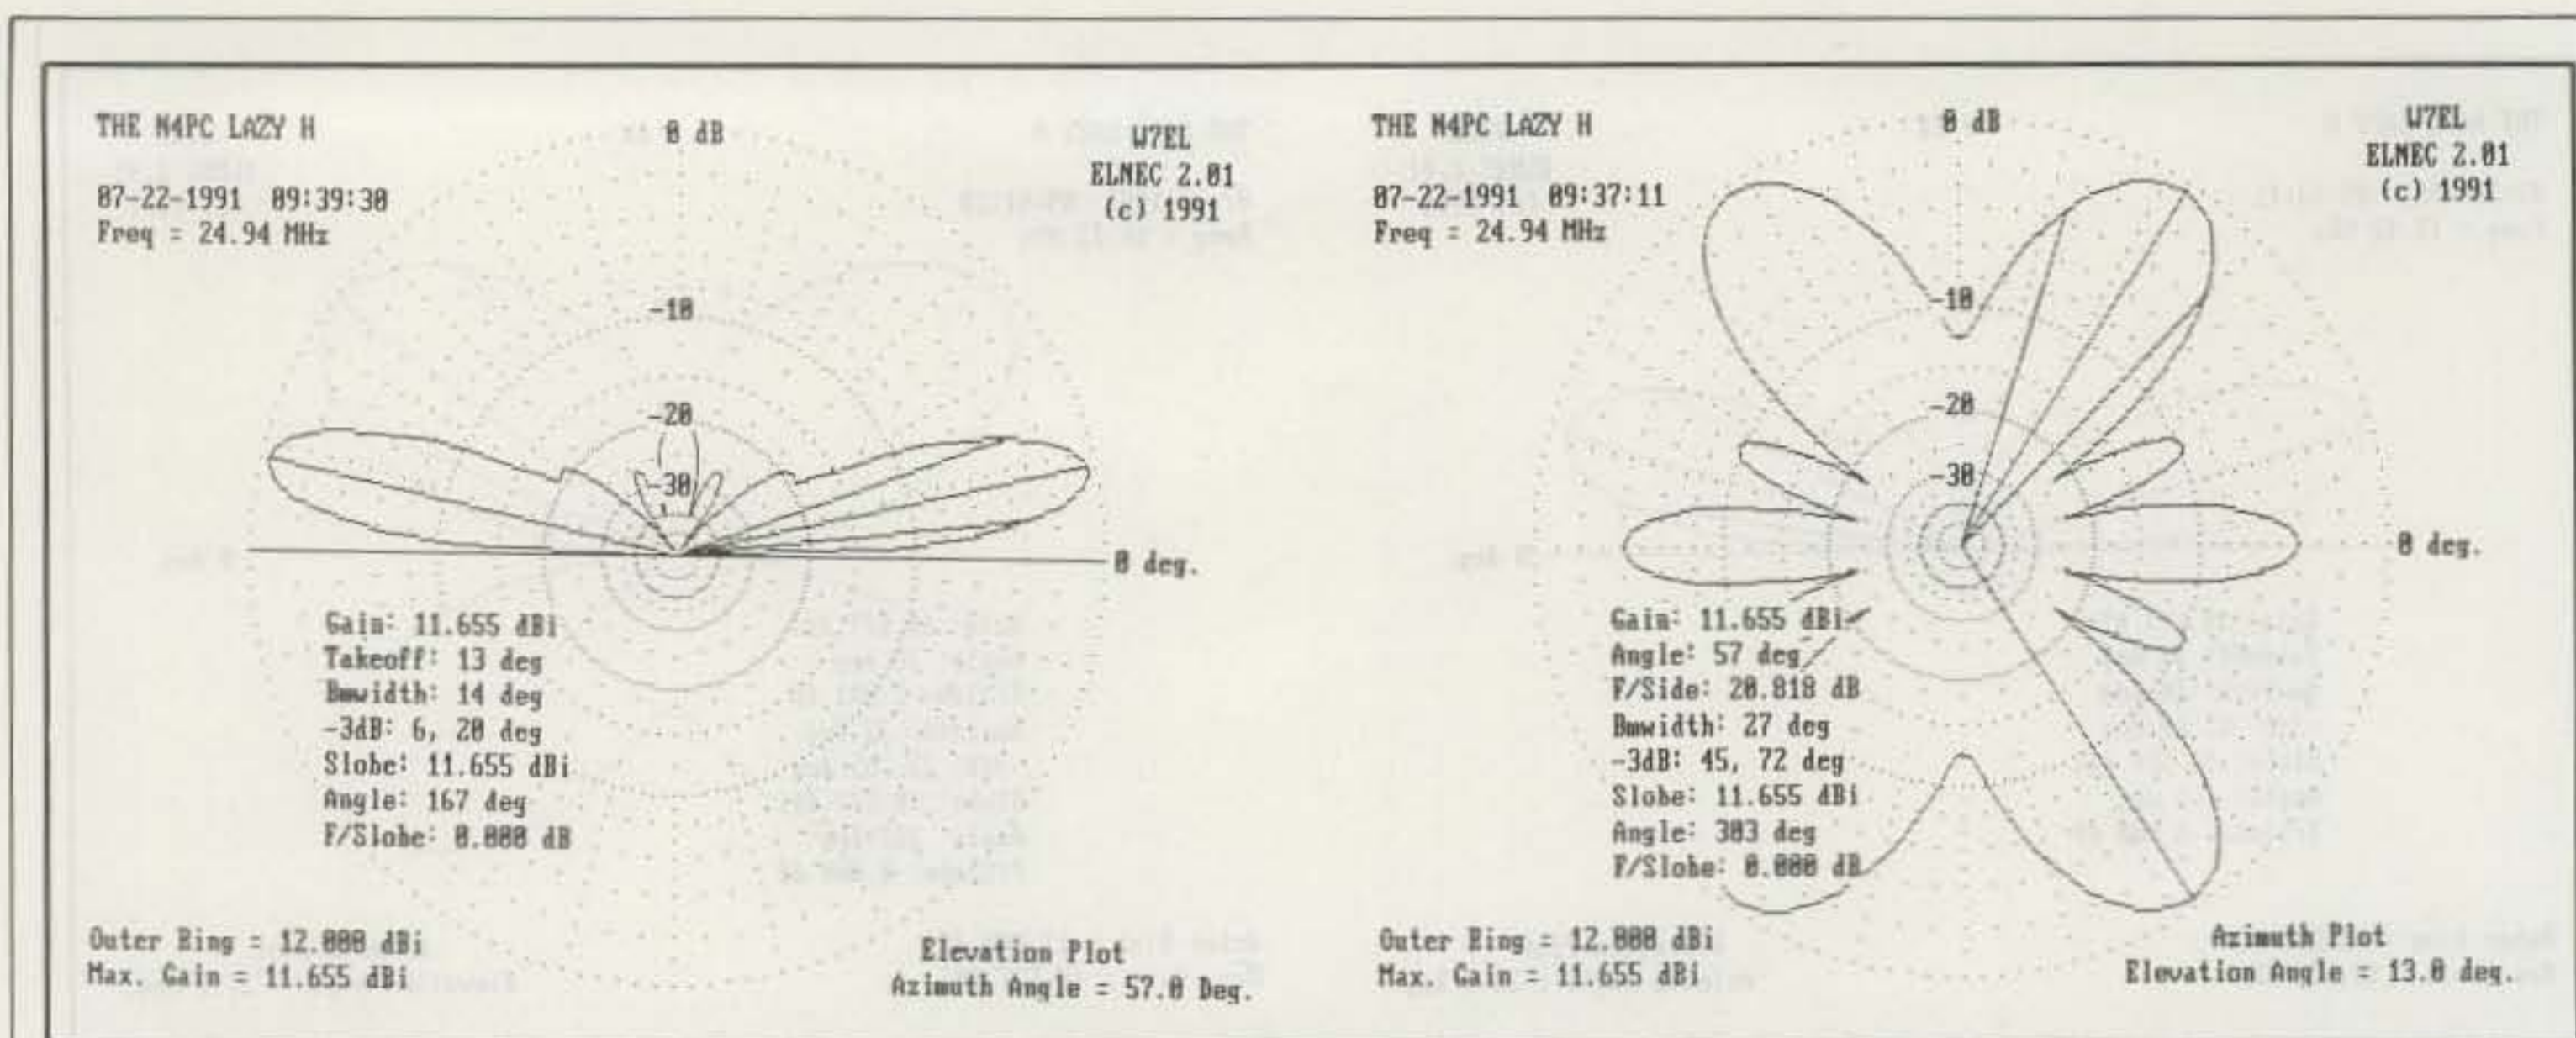 THE N4PC LAZY H
07-22-1991 09:39:30
Freq = 24.94 MHz
0 dB
W7EL
ELNEC 2.01
(c) 1991
-10
-20
-30
0 deg.
Gain: 11.655 dBi
Takeoff: 13 deg
Bmwidth: 14 deg
-3dB: 6, 20 deg
Slobe: 11.655 dBi
Angle: 167 deg
F/Slobe: 0.000 dB
Outer Ring = 12.000 dBi
Max. Gain = 11.655 dBi
Elevation Plot
Azimuth Angle = 57.0 Deg.
THE N4PC LAZY H
07-22-1991 09:37:11
Freq = 24.94 MHz
0 dB
W7EL
ELNEC 2.01
(c) 1991
-10
-20
-30
0 deg.
Gain: 11.655 dBi
Angle: 57 deg
F/Side: 20.818 dB
Bmwidth: 27 deg
-3dB: 45, 72 deg
Slobe: 11.655 dBi
Angle: 303 deg
F/Slobe: 0.000 dB
Outer Ring = 12.000 dBi
Max. Gain = 11.655 dBi
Azimuth Plot
Elevation Angle = 13.0 deg.